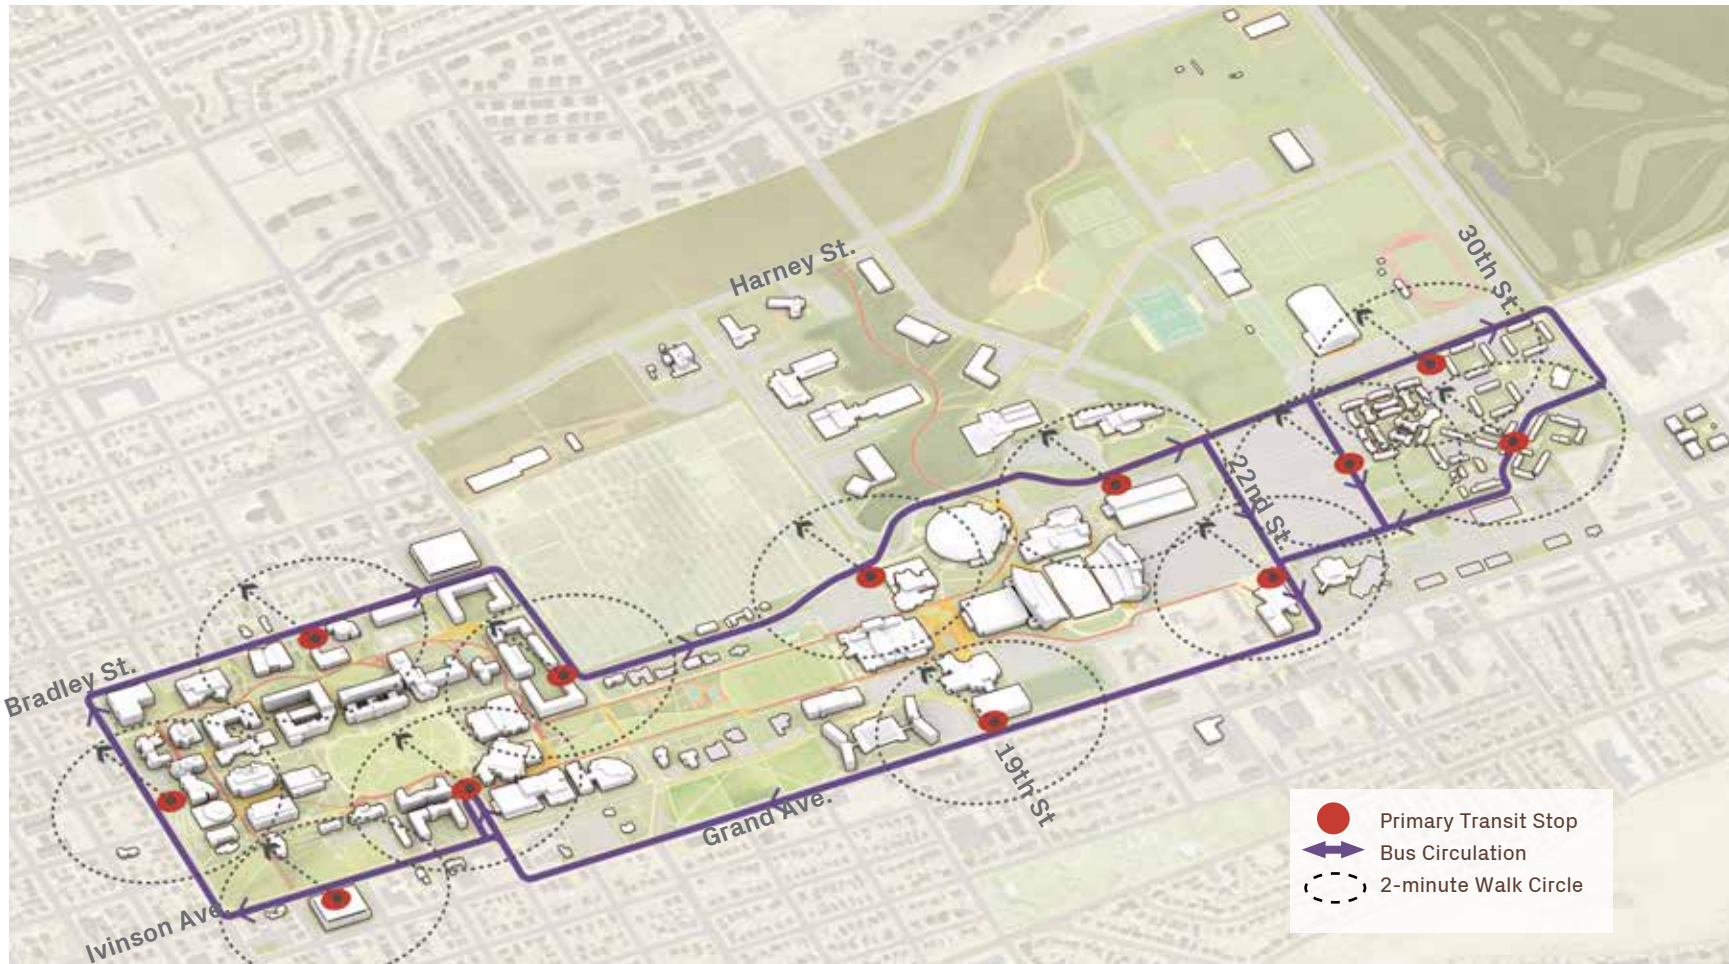 Harney St.
30th St
22nd St
Bradley St.
19th St
Grand Ave.
Ivinson Ave.
Primary Transit Stop
Bus Circulation
2-minute Walk Circle